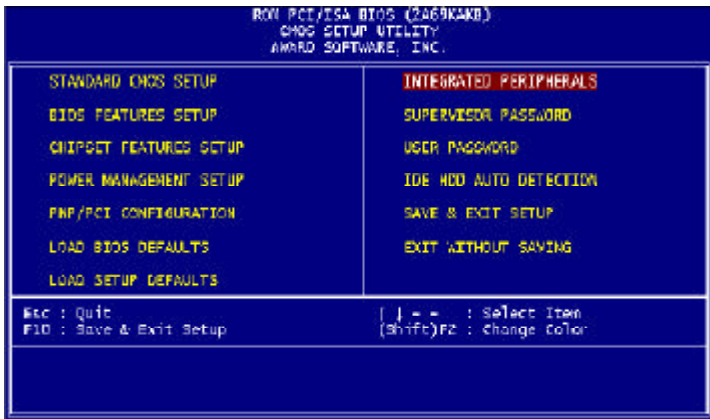 ROM PCI/ISA BIOS (2A69KAKB)
CMOS SETUP UTILITY
AWARD SOFTWARE, INC.
STANDARD CMOS SETUP
BIOS FEATURES SETUP
CHIPSET FEATURES SETUP
POWER MANAGEMENT SETUP
PNP/PCI CONFIGURATION
LOAD BIOS DEFAULTS
LOAD SETUP DEFAULTS
INTEGRATED PERIPHERALS
SUPERVISOR PASSWORD
USER PASSWORD
IDE HDD AUTO DETECTION
SAVE & EXIT SETUP
EXIT WITHOUT SAVING
Esc : Quit
F10 : Save & Exit Setup
: Select Item
(Shift)F2 : Change Color